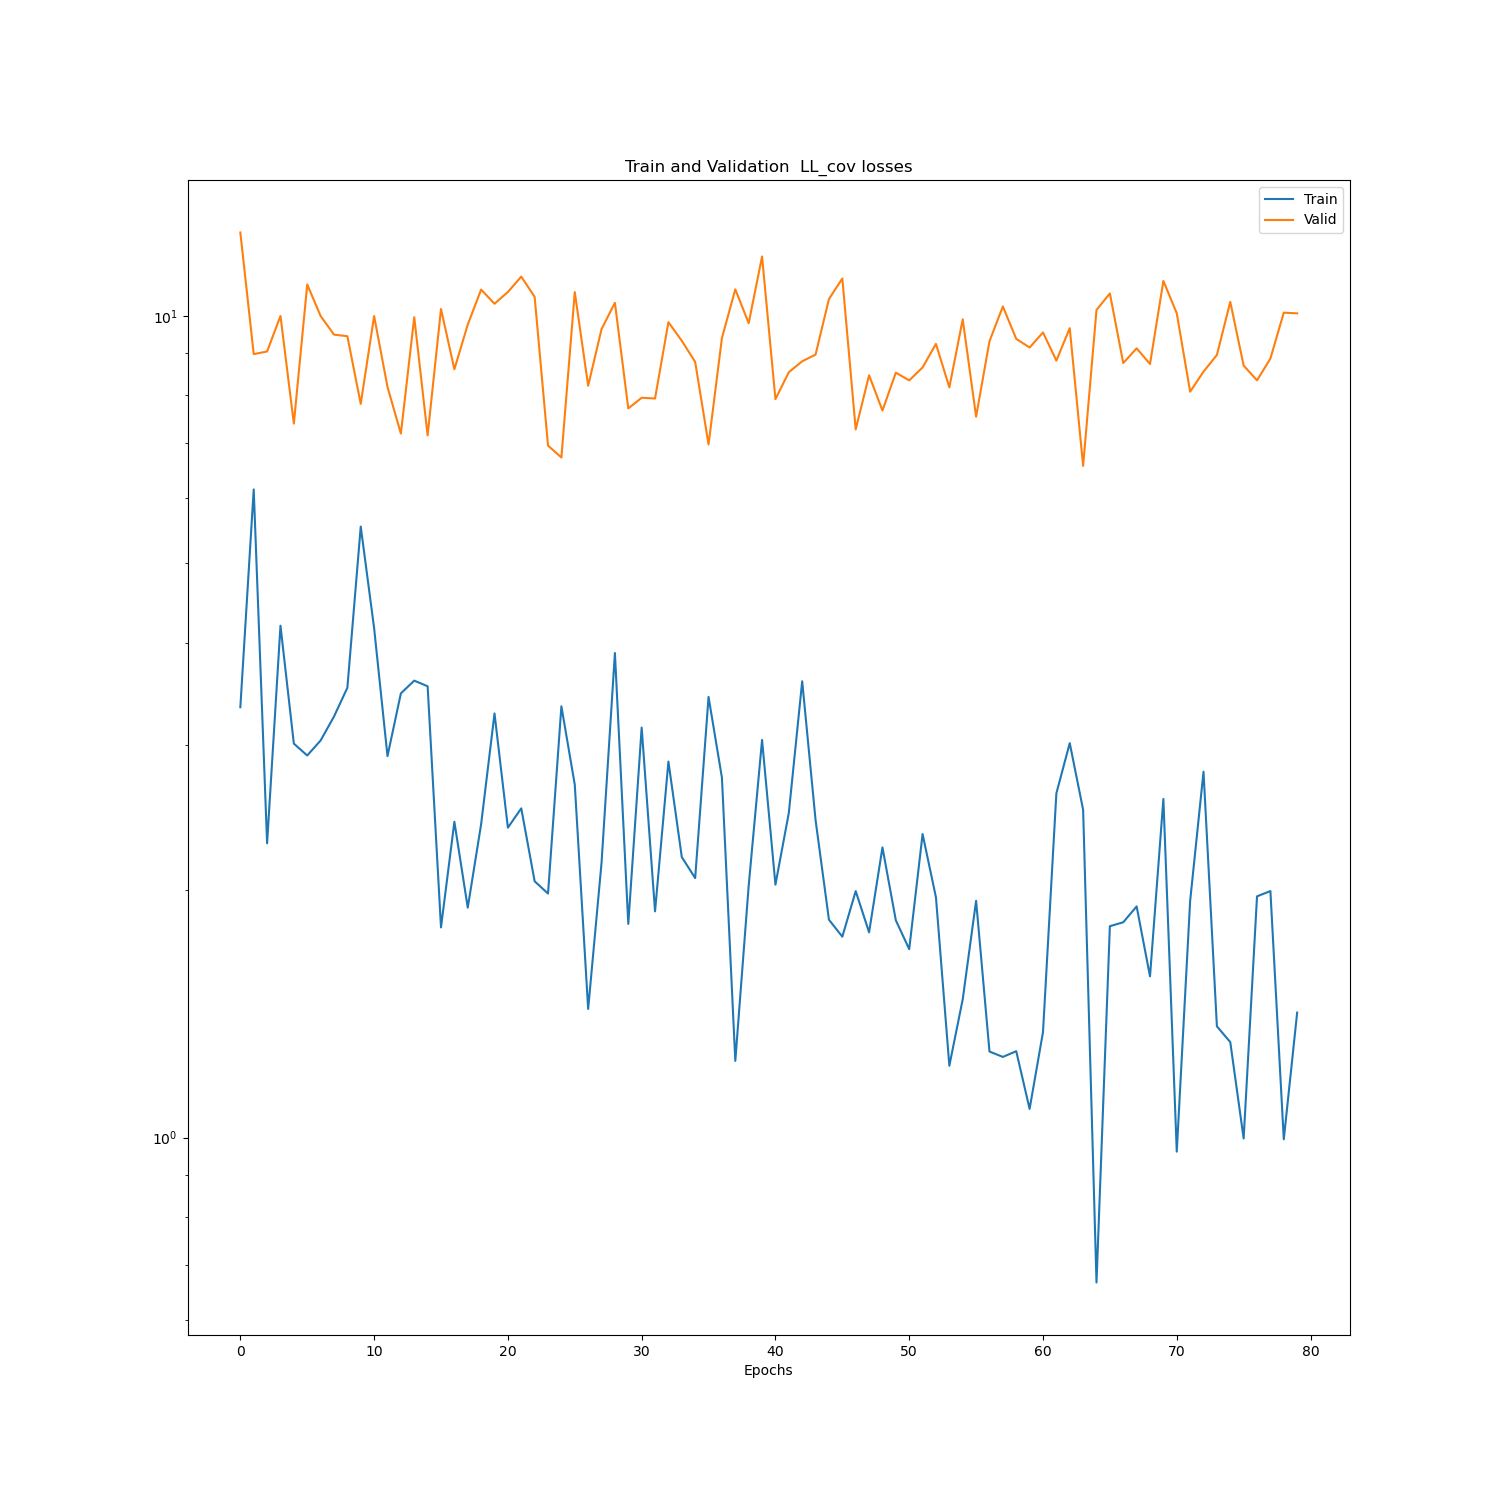 Train and Validation  LL_cov losses
Train
Valid
10¹
10⁰
0 10 20 30 40 50 60 70 80
Epochs